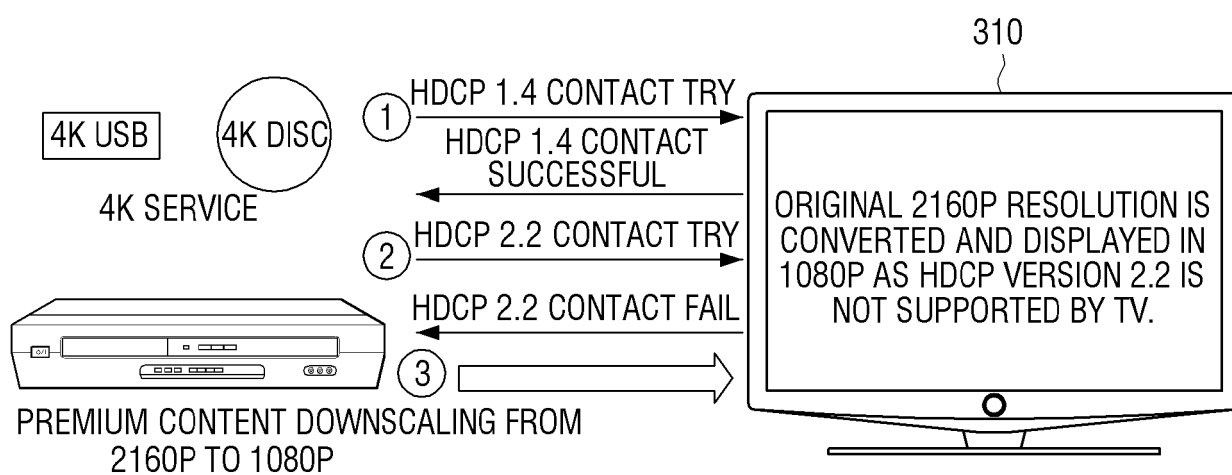 310
4K USB
4K DISC
4K SERVICE
1
HDCP 1.4 CONTACT TRY
HDCP 1.4 CONTACT
SUCCESSFUL
2
HDCP 2.2 CONTACT TRY
HDCP 2.2 CONTACT FAIL
3
PREMIUM CONTENT DOWNSCALING FROM
2160P TO 1080P
ORIGINAL 2160P RESOLUTION IS
CONVERTED AND DISPLAYED IN
1080P AS HDCP VERSION 2.2 IS
NOT SUPPORTED BY TV.